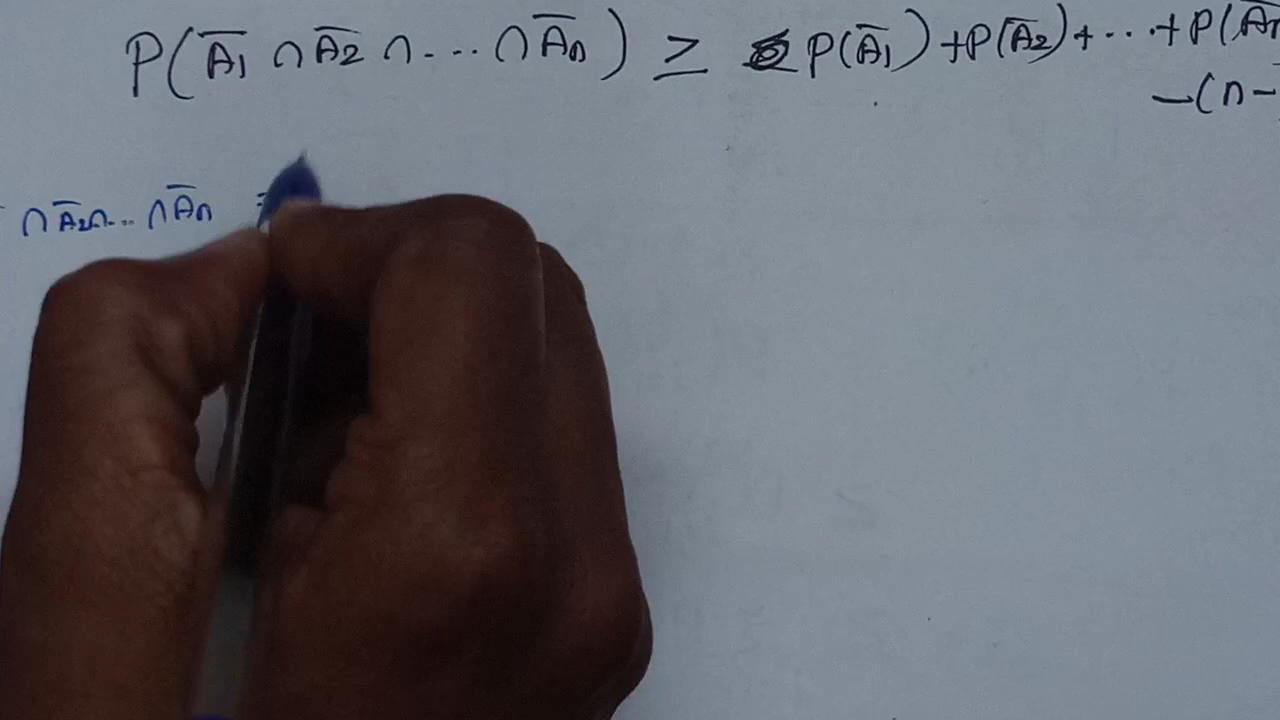 P(A̅₁ ∩ A̅₂ ∩ - ... ∩ A̅n) ≥ P(A̅₁) + P(A̅₂) + ... + P(A̅n
-(n-
∩ A̅₂ ∩ ... ∩ A̅n =